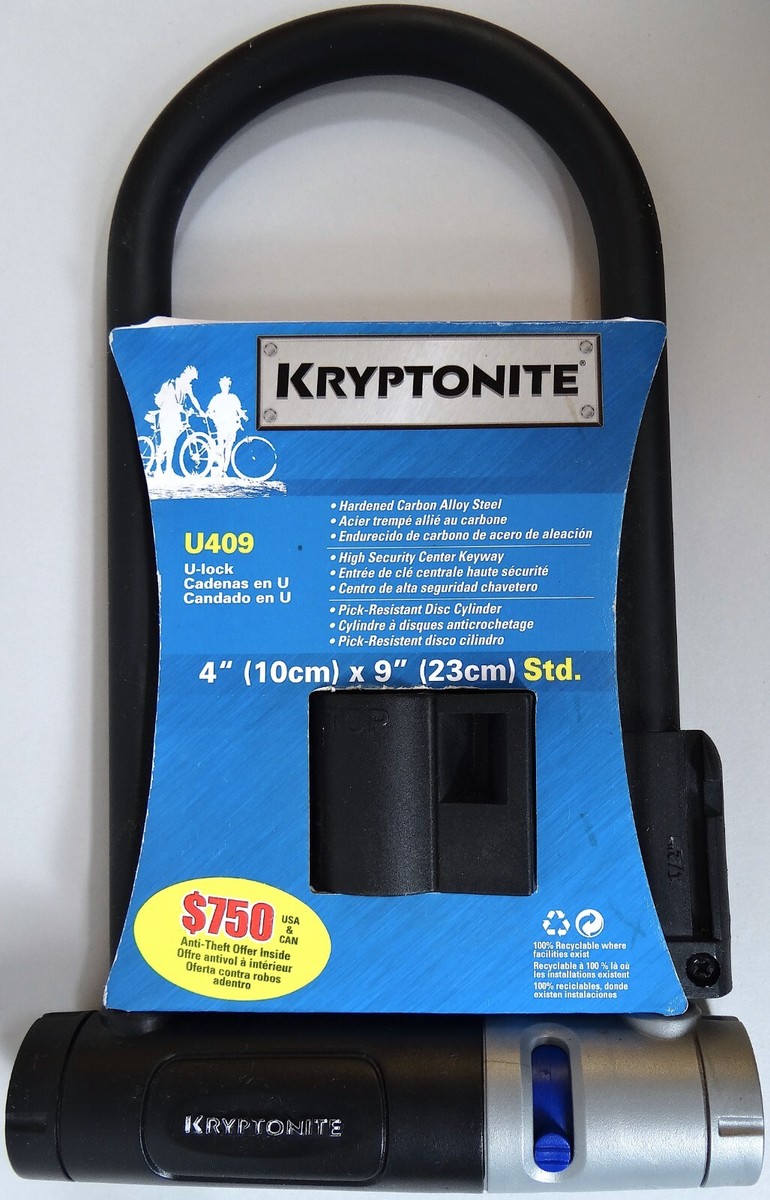 KRYPTONITE®
• Hardened Carbon Alloy Steel
• Acier trempé allié au carbone
• Endurecido de carbono de acero de aleación
U409
U-lock
Cadenas en U
Candado en U
• High Security Center Keyway
• Entrée de clé centrale haute sécurité
• Centro de alta seguridad chavetero
• Pick-Resistant Disc Cylinder
• Cylindre à disques anticrochetage
• Pick-Resistent disco cilindro
4“ (10cm) x 9” (23cm) Std.
TOP
1/2"
$750 USA & CAN
Anti-Theft Offer Inside
Offre antivol à intérieur
Oferta contra robos
adentro
100% Recyclable where
facilities exist
Recyclable à 100 % là où
les installations existent
100% reciclables, donde
existen instalaciones
KRYPTONITE